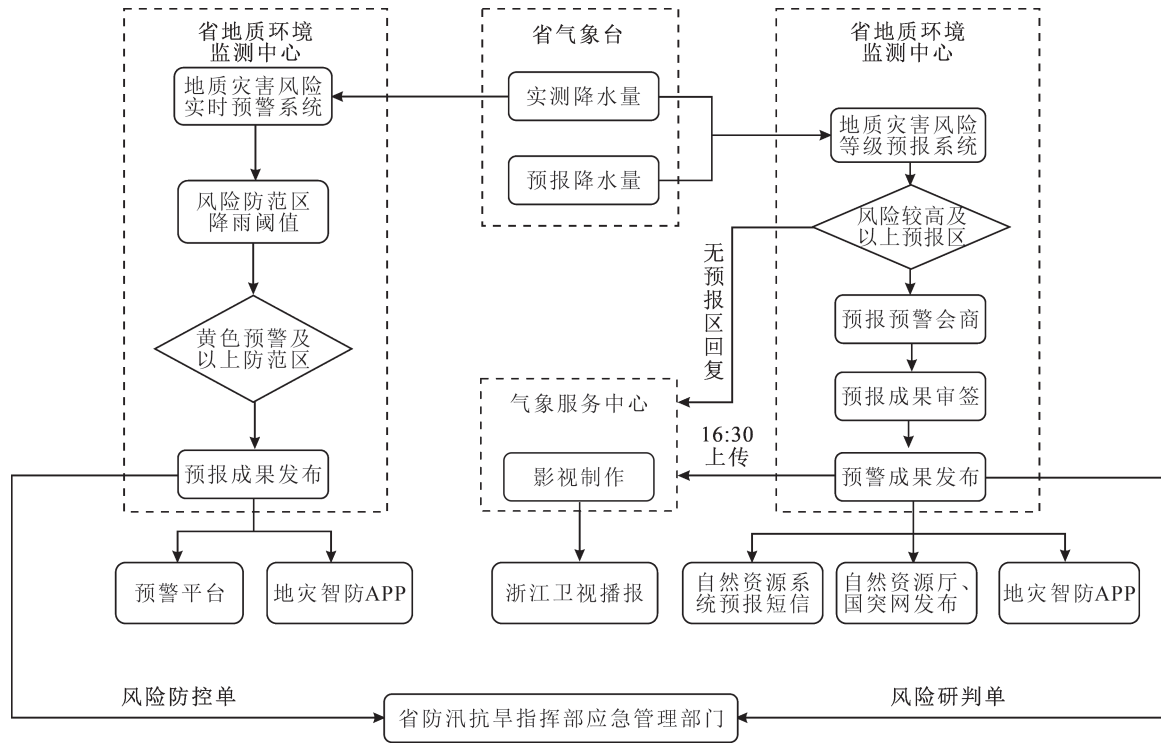 省地质环境
监测中心
地质灾害风险
实时预警系统
风险防范区
降雨阈值
黄色预警及
以上防范区
预报成果发布
预警平台
地灾智防APP
省气象台
实测降水量
预报降水量
省地质环境
监测中心
地质灾害风险
等级预报系统
风险较高及
以上预报区
无预报区回复
预报预警会商
预报成果审签
预警成果发布
16:30
上传
气象服务中心
影视制作
浙江卫视播报
自然资源系
统预报短信
自然资源厅、
国突网发布
地灾智防APP
风险防控单
省防汛抗旱指挥部应急管理部门
风险研判单